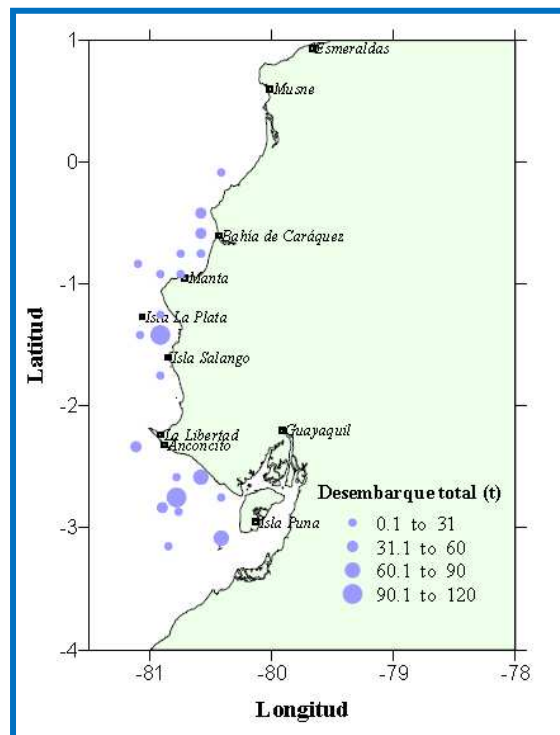 1
Esmeraldas
Musne
0
Bahía de Caráquez
-1
Manta
Isla La Plata
Isla Salango
Latitud
-2
La Libertad
Anconcito
Guayaquil
-3
Isla Puna
Desembarque total (t)
0.1 to 31
31.1 to 60
60.1 to 90
90.1 to 120
-4
-81
-80
-79
-78
Longitud